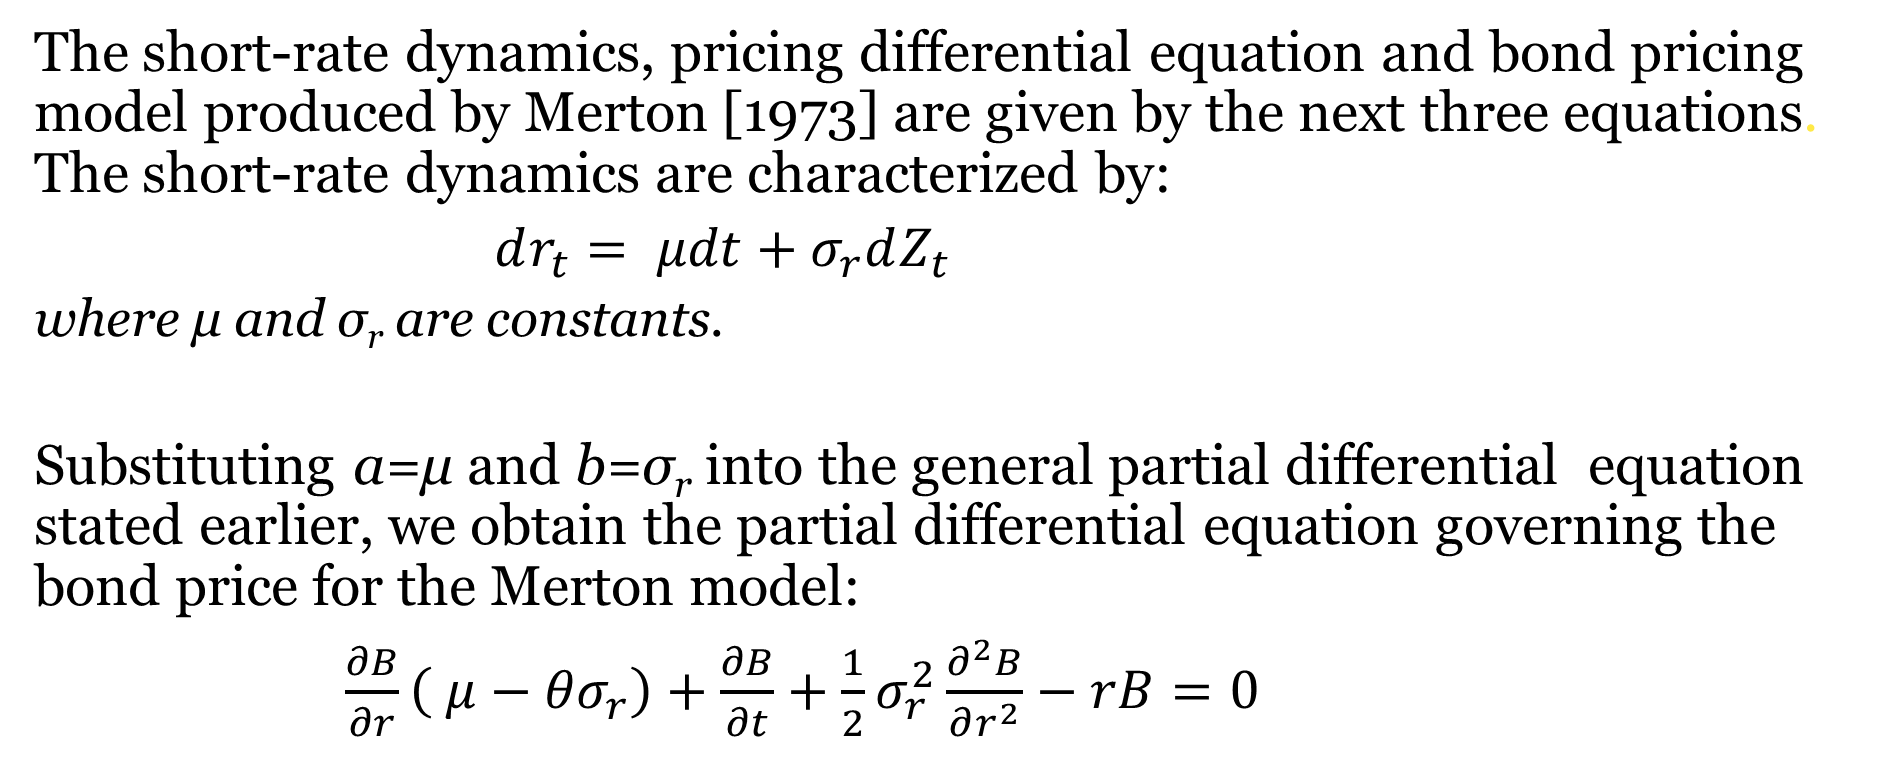 The short-rate dynamics, pricing differential equation and bond pricing
model produced by Merton [1973] are given by the next three equations.
The short-rate dynamics are characterized by:
dr_t = μdt + σ_r dZ_t
where μ and σ_r are constants.
Substituting a=μ and b=σ_r into the general partial differential equation
stated earlier, we obtain the partial differential equation governing the
bond price for the Merton model:
∂B/∂r ( μ − θσ_r) + ∂B/∂t + 1/2 σ_r^2 ∂^2B/∂r^2 − rB = 0